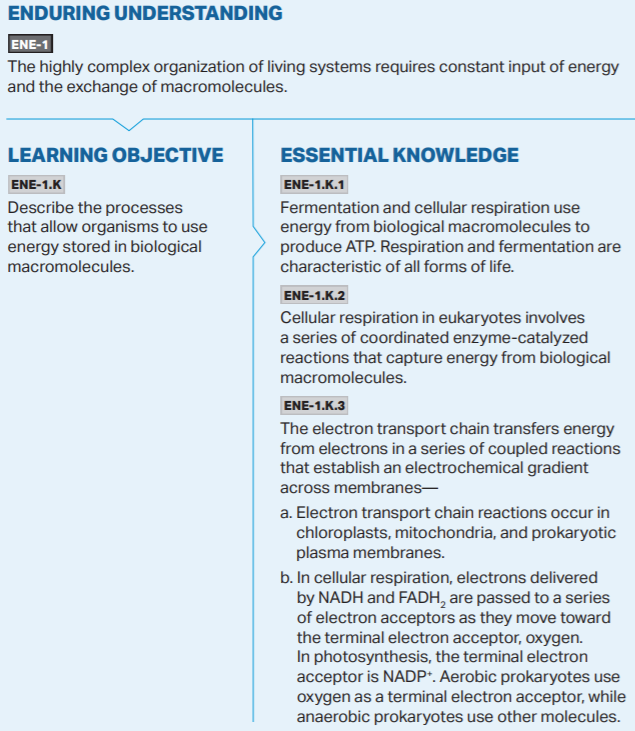 ENDURING UNDERSTANDING
ENE-1
The highly complex organization of living systems requires constant input of energy
and the exchange of macromolecules.
LEARNING OBJECTIVE
ENE-1.K
Describe the processes
that allow organisms to use
energy stored in biological
macromolecules.
ESSENTIAL KNOWLEDGE
ENE-1.K.1
Fermentation and cellular respiration use
energy from biological macromolecules to
produce ATP. Respiration and fermentation are
characteristic of all forms of life.
ENE-1.K.2
Cellular respiration in eukaryotes involves
a series of coordinated enzyme-catalyzed
reactions that capture energy from biological
macromolecules.
ENE-1.K.3
The electron transport chain transfers energy
from electrons in a series of coupled reactions
that establish an electrochemical gradient
across membranes—
a. Electron transport chain reactions occur in
chloroplasts, mitochondria, and prokaryotic
plasma membranes.
b. In cellular respiration, electrons delivered
by NADH and FADH₂ are passed to a series
of electron acceptors as they move toward
the terminal electron acceptor, oxygen.
In photosynthesis, the terminal electron
acceptor is NADP⁺. Aerobic prokaryotes use
oxygen as a terminal electron acceptor, while
anaerobic prokaryotes use other molecules.